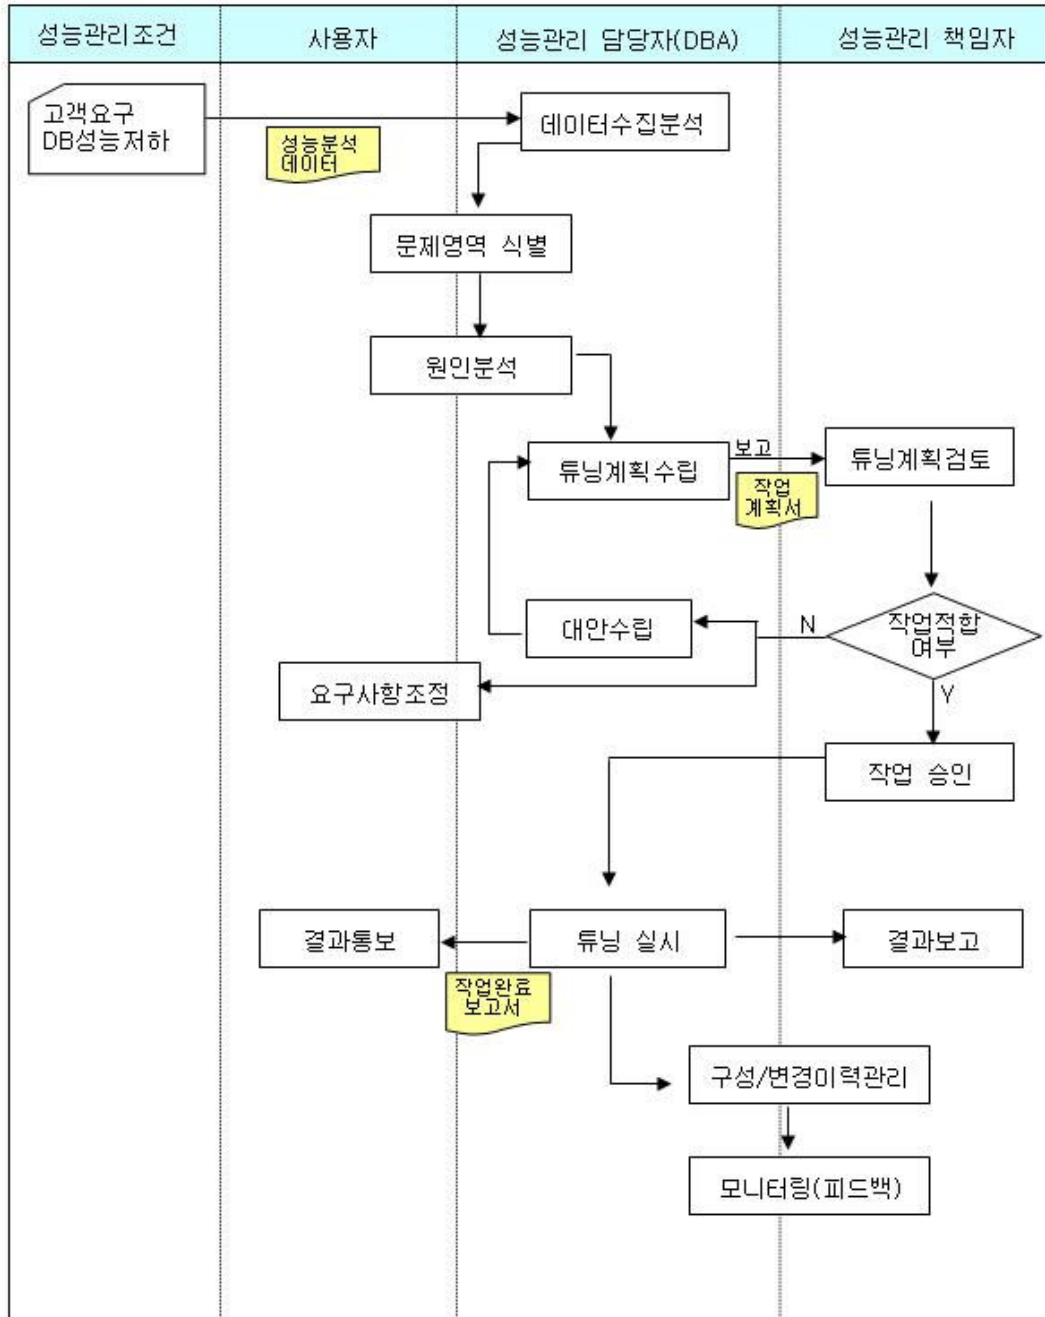 성능관리조건
사용자
성능관리 담당자(DBA)
성능관리 책임자
고객요구
DB성능저하
성능분석
데이터
데이터수집분석
문제영역 식별
원인분석
튜닝계획수립
보고
작업
계획서
튜닝계획검토
작업적합
여부
N
대안수립
요구사항조정
Y
작업 승인
결과통보
튜닝 실시
결과보고
작업완료
보고서
구성/변경이력관리
모니터링(피드백)